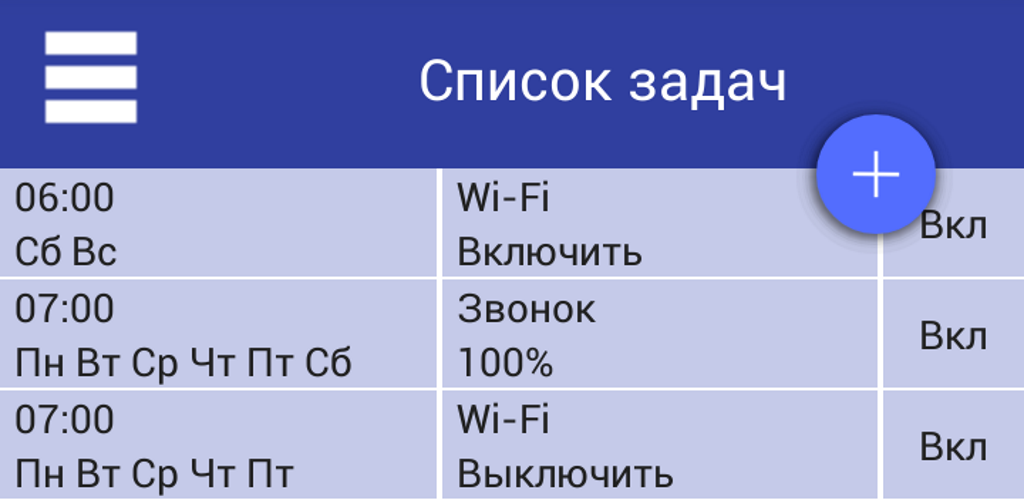 Список задач
06:00
Сб Вс
Wi-Fi
Включить
Вкл
07:00
Пн Вт Ср Чт Пт Сб
Звонок
100%
Вкл
07:00
Пн Вт Ср Чт Пт
Wi-Fi
Выключить
Вкл